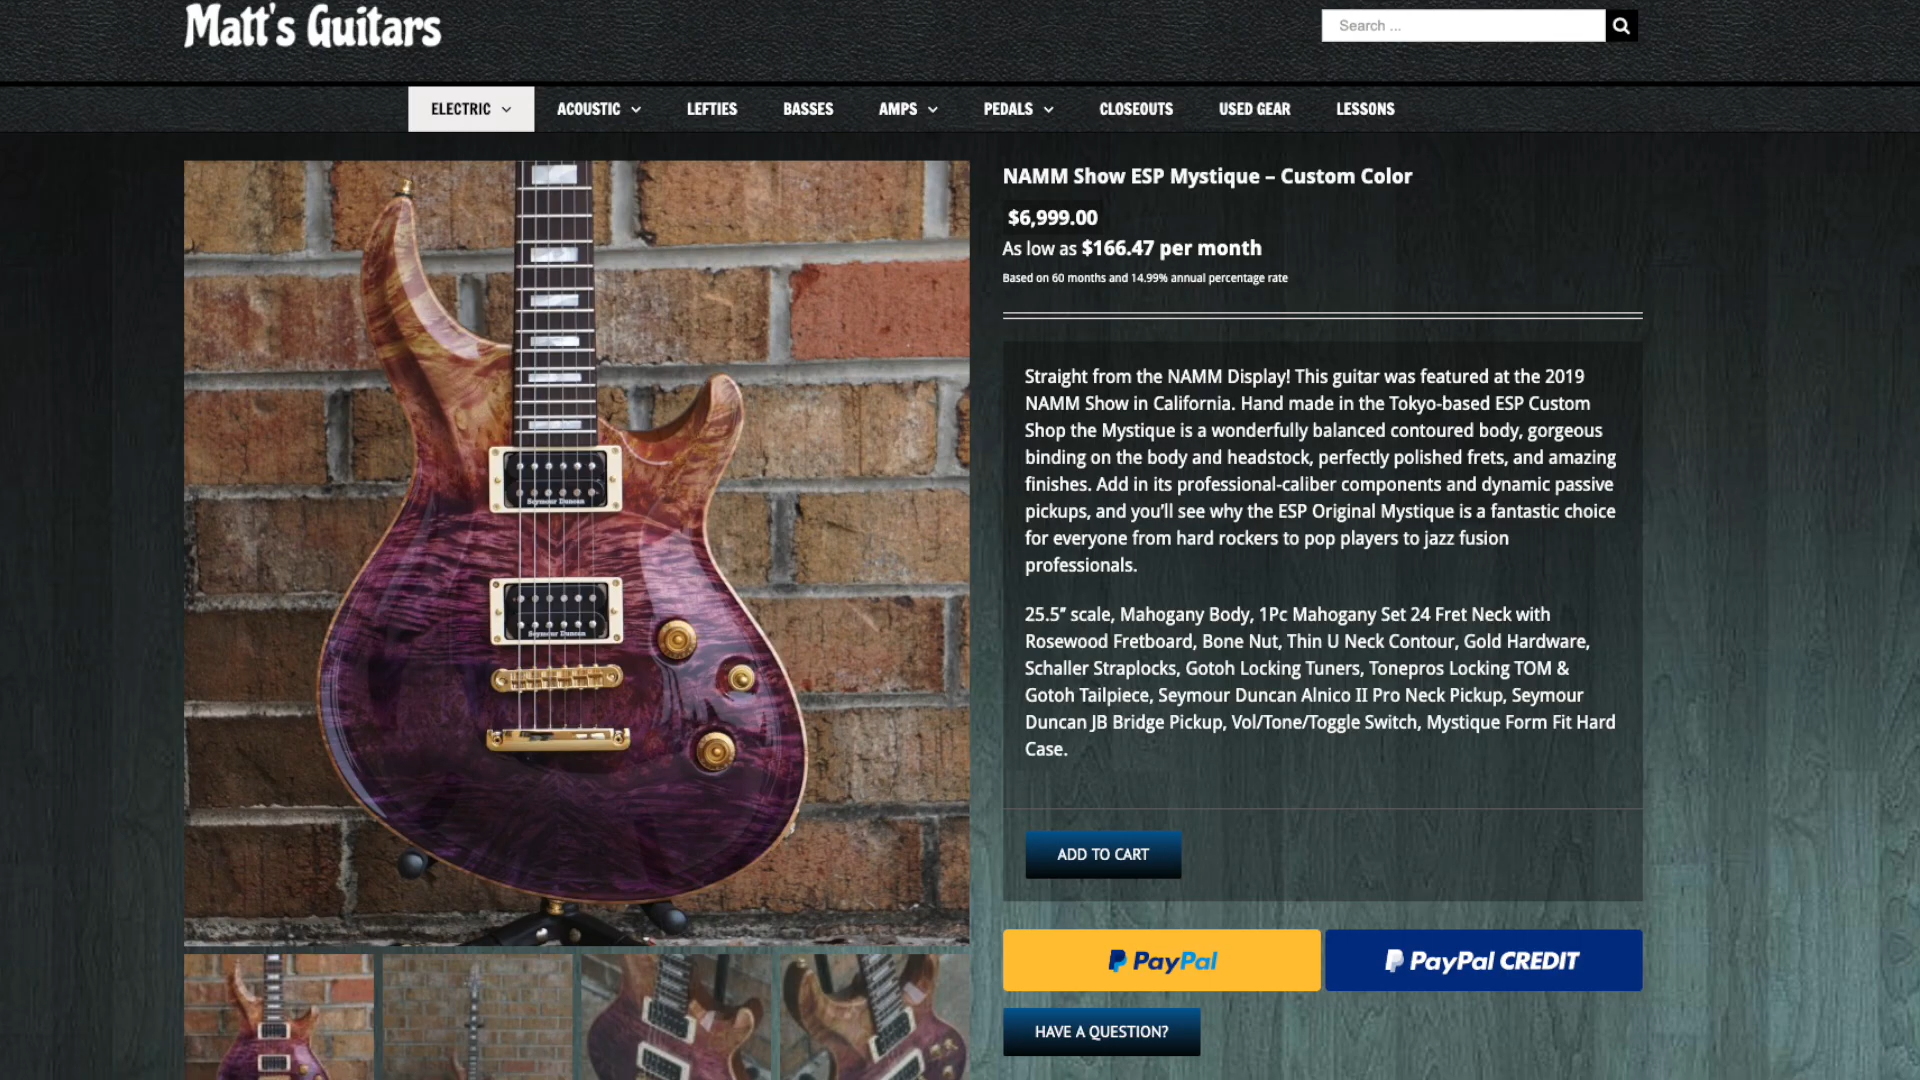 Matt's Guitars
Search ...
ELECTRIC
ACOUSTIC
LEFTIES
BASSES
AMPS
PEDALS
CLOSEOUTS
USED GEAR
LESSONS
NAMM Show ESP Mystique – Custom Color
$6,999.00
As low as $166.47 per month
Based on 60 months and 14.99% annual percentage rate
Straight from the NAMM Display! This guitar was featured at the 2019
NAMM Show in California. Hand made in the Tokyo-based ESP Custom
Shop the Mystique is a wonderfully balanced contoured body, gorgeous
binding on the body and headstock, perfectly polished frets, and amazing
finishes. Add in its professional-caliber components and dynamic passive
pickups, and you'll see why the ESP Original Mystique is a fantastic choice
for everyone from hard rockers to pop players to jazz fusion
professionals.
25.5″ scale, Mahogany Body, 1Pc Mahogany Set 24 Fret Neck with
Rosewood Fretboard, Bone Nut, Thin U Neck Contour, Gold Hardware,
Schaller Straplocks, Gotoh Locking Tuners, Tonepros Locking TOM &
Gotoh Tailpiece, Seymour Duncan Alnico II Pro Neck Pickup, Seymour
Duncan JB Bridge Pickup, Vol/Tone/Toggle Switch, Mystique Form Fit Hard
Case.
ADD TO CART
PayPal
PayPal CREDIT
HAVE A QUESTION?
Seymour Duncan
Seymour Duncan